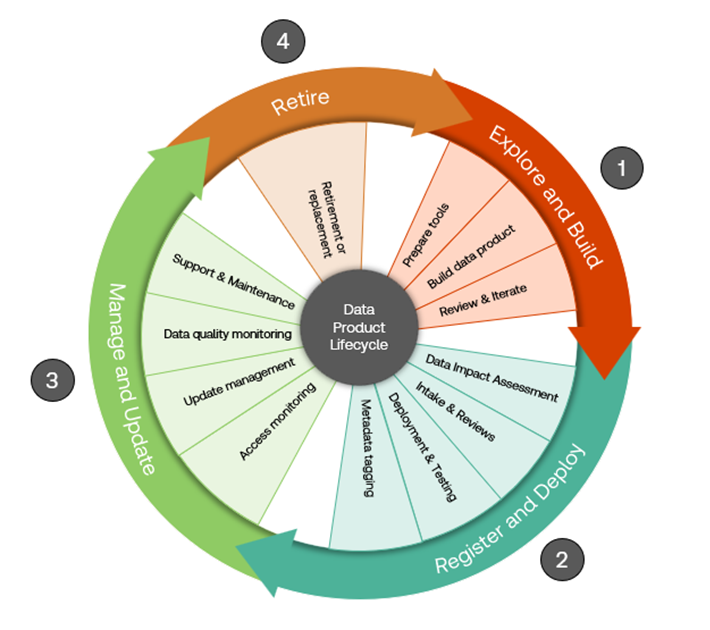 4
Retire
Explore and Build
1
Retirement or
replacement
Prepare tools
Build data product
Review & Iterate
Data
Product
Lifecycle
Support & Maintenance
Data quality monitoring
Update management
Access monitoring
Manage and Update
3
Data Impact Assessment
Intake & Reviews
Deployment & Testing
Metadata tagging
Register and Deploy
2